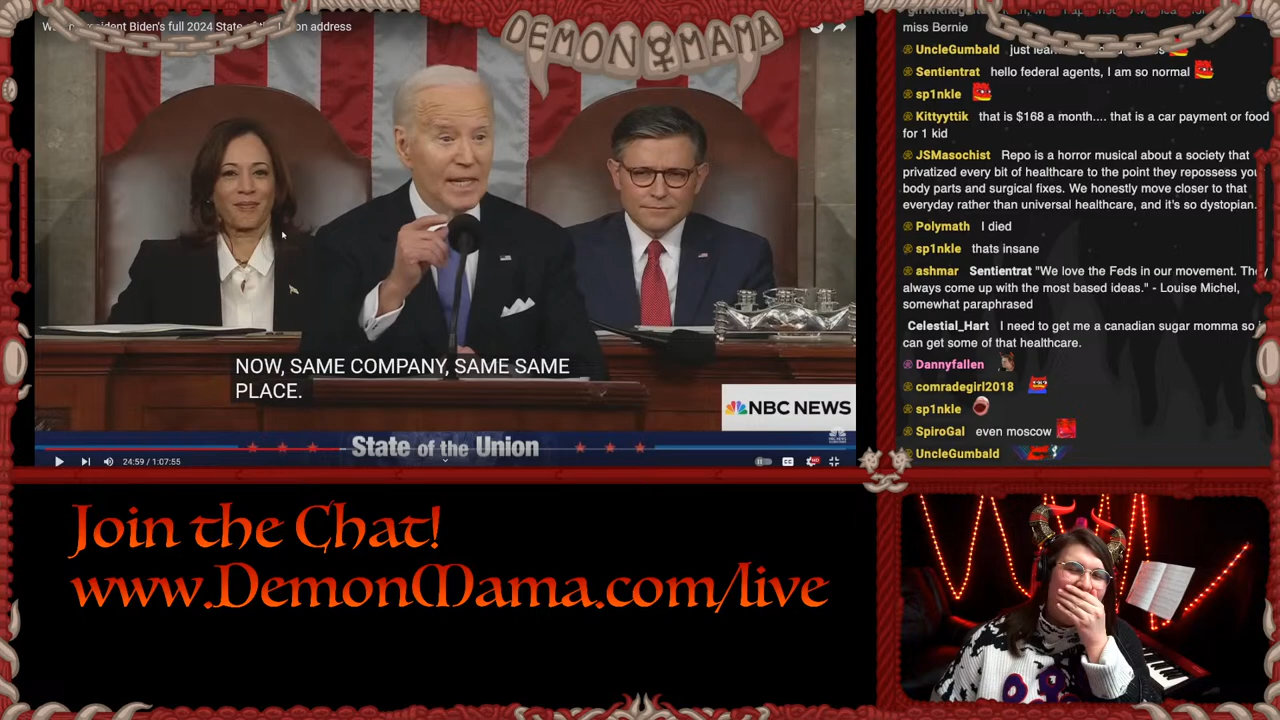 President Biden's full 2024 State of the Union address
DEMON MAMA
NOW, SAME COMPANY, SAME SAME
PLACE.
NBC NEWS
State of the Union
24:59 / 1:07:55
CC
HD
miss Bernie
UncleGumbald just
Sentientrat hello federal agents, I am so normal
sp1nkle
Kittyyttik that is $168 a month.... that is a car payment or food
for 1 kid
JSMasochist Repo is a horror musical about a society that
privatized every bit of healthcare to the point they repossess you
body parts and surgical fixes. We honestly move closer to that
everyday rather than universal healthcare, and it's so dystopian.
Polymath I died
sp1nkle thats insane
ashmar Sentientrat "We love the Feds in our movement. They
always come up with the most based ideas." - Louise Michel,
somewhat paraphrased
Celestial_Hart I need to get me a canadian sugar momma so I
can get some of that healthcare.
Dannyfallen
comradegirl2018
sp1nkle
SpiroGal even moscow
UncleGumbald
Join the Chat!
www.DemonMama.com/live